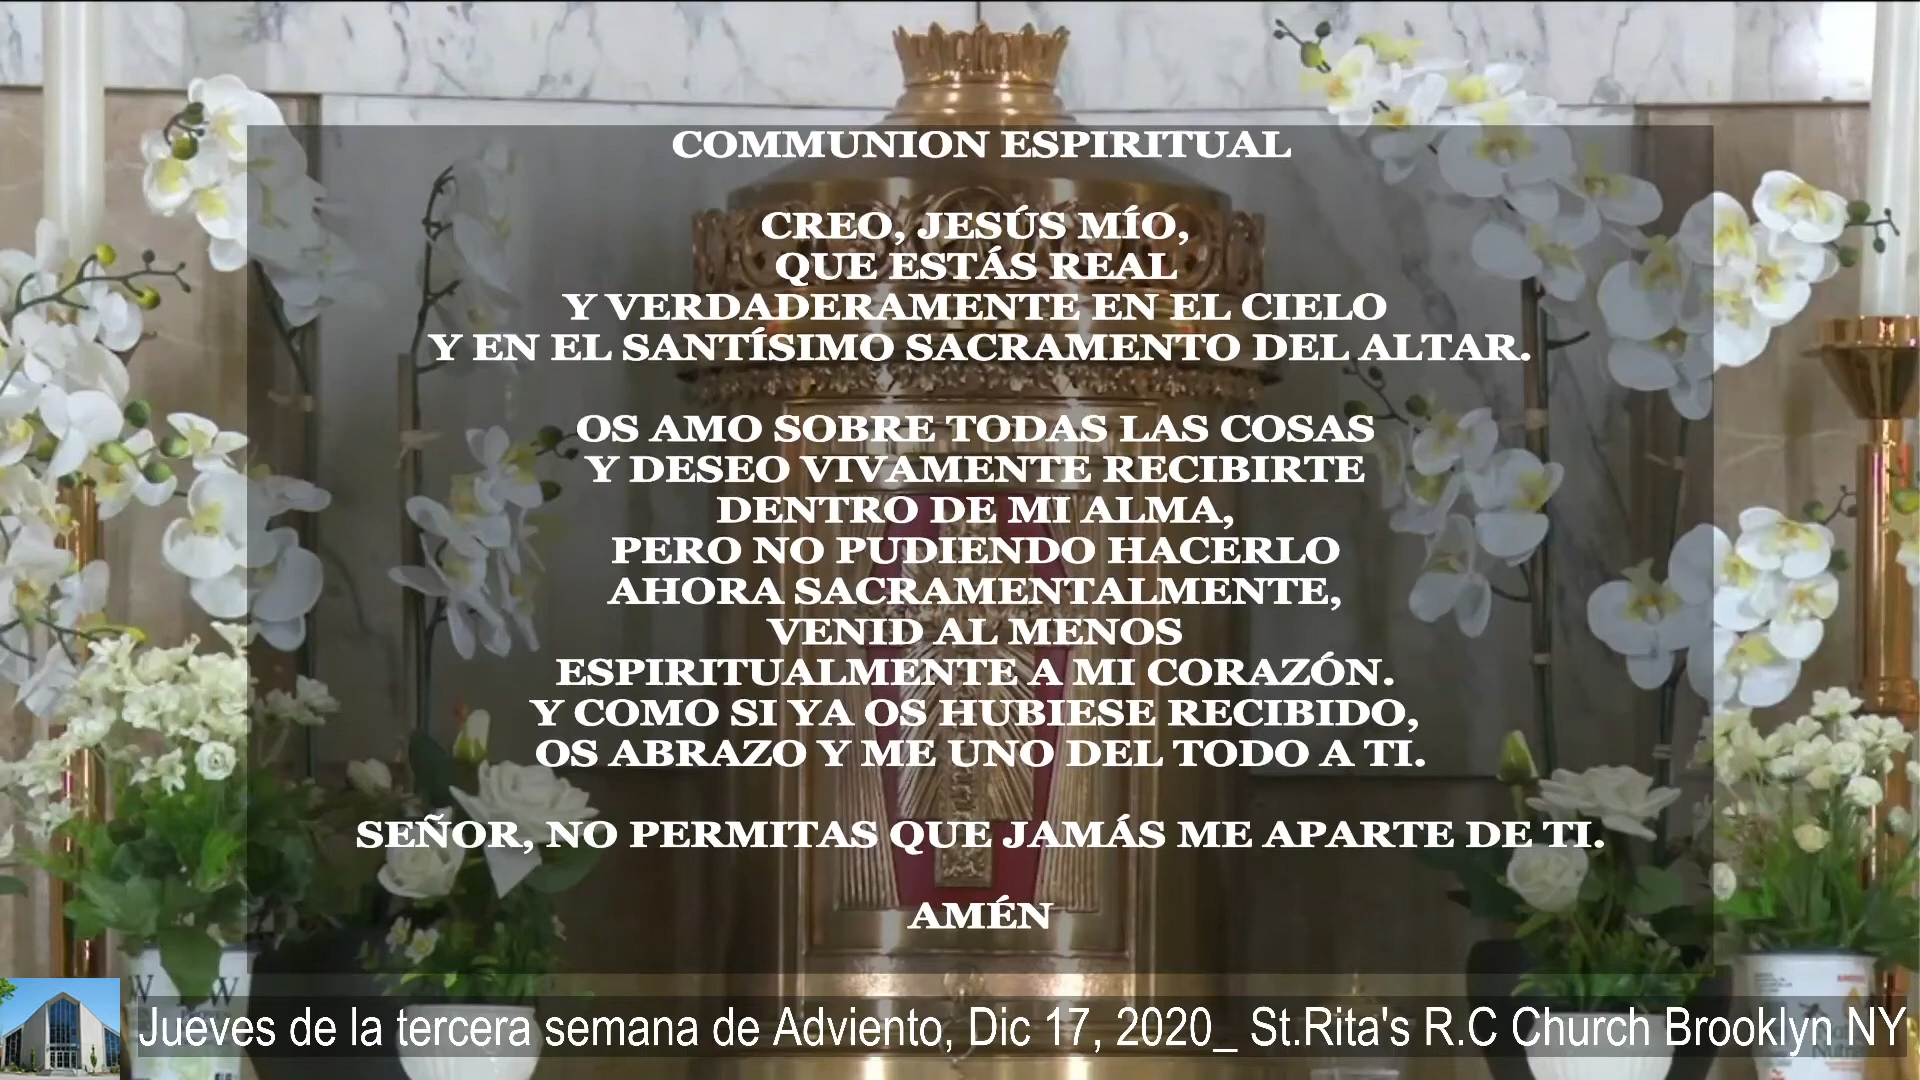 COMMUNION ESPIRITUAL
CREO, JESÚS MÍO,
QUE ESTÁS REAL
Y VERDADERAMENTE EN EL CIELO
Y EN EL SANTÍSIMO SACRAMENTO DEL ALTAR.
OS AMO SOBRE TODAS LAS COSAS
Y DESEO VIVAMENTE RECIBIRTE
DENTRO DE MI ALMA,
PERO NO PUDIENDO HACERLO
AHORA SACRAMENTALMENTE,
VENID AL MENOS
ESPIRITUALMENTE A MI CORAZÓN.
Y COMO SI YA OS HUBIESE RECIBIDO,
OS ABRAZO Y ME UNO DEL TODO A TI.
SEÑOR, NO PERMITAS QUE JAMÁS ME APARTE DE TI.
AMÉN
Jueves de la tercera semana de Adviento, Dic 17, 2020_ St.Rita's R.C Church Brooklyn NY